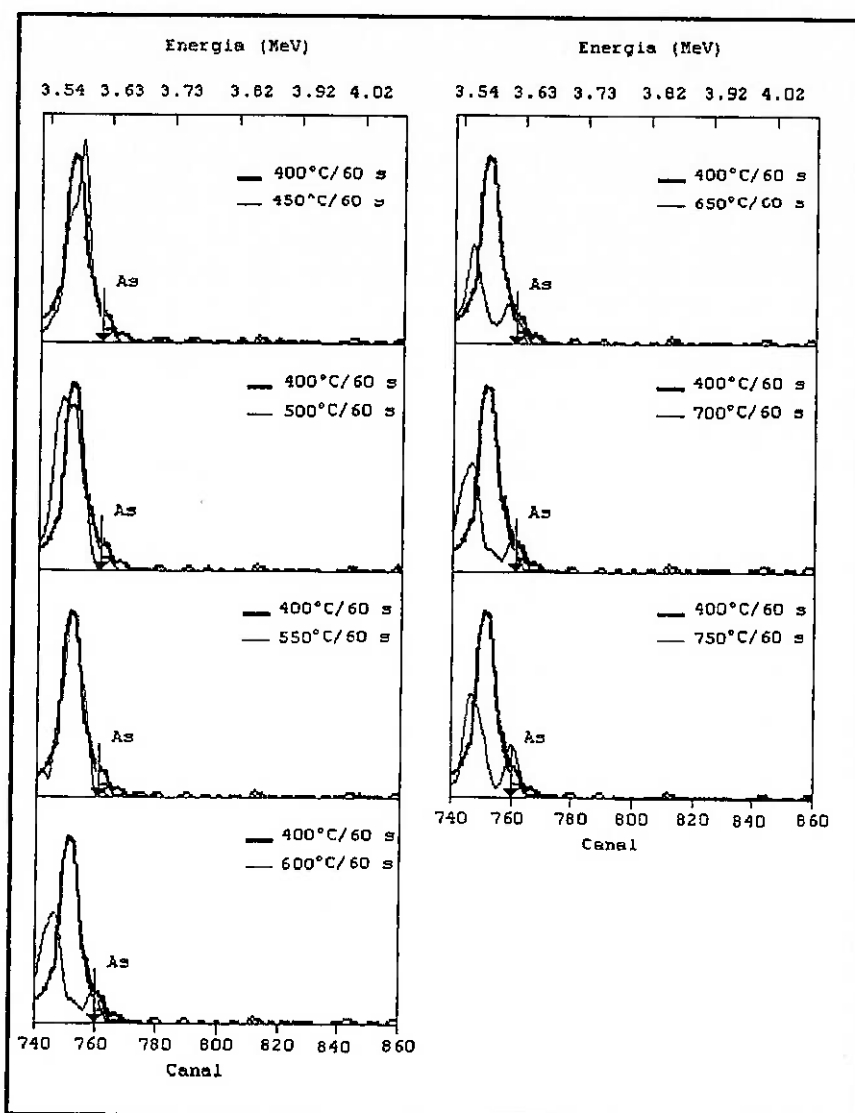 Energia (MeV)
3.54 3.63 3.73 3.82 3.92 4.02
400°C/60 s
450^C/60 s
As
400°C/60 s
500°C/60 s
As
400°C/60 s
550°C/60 s
As
400°C/60 s
600°C/60 s
As
740 760 780 800 820 840 860
Canal
Energia (MeV)
3.54 3.63 3.73 3.82 3.92 4.02
400°C/60 s
650°C/60 s
As
400°C/60 s
700°C/60 s
As
400°C/60 s
750°C/60 s
As
740 760 780 800 820 840 860
Canal